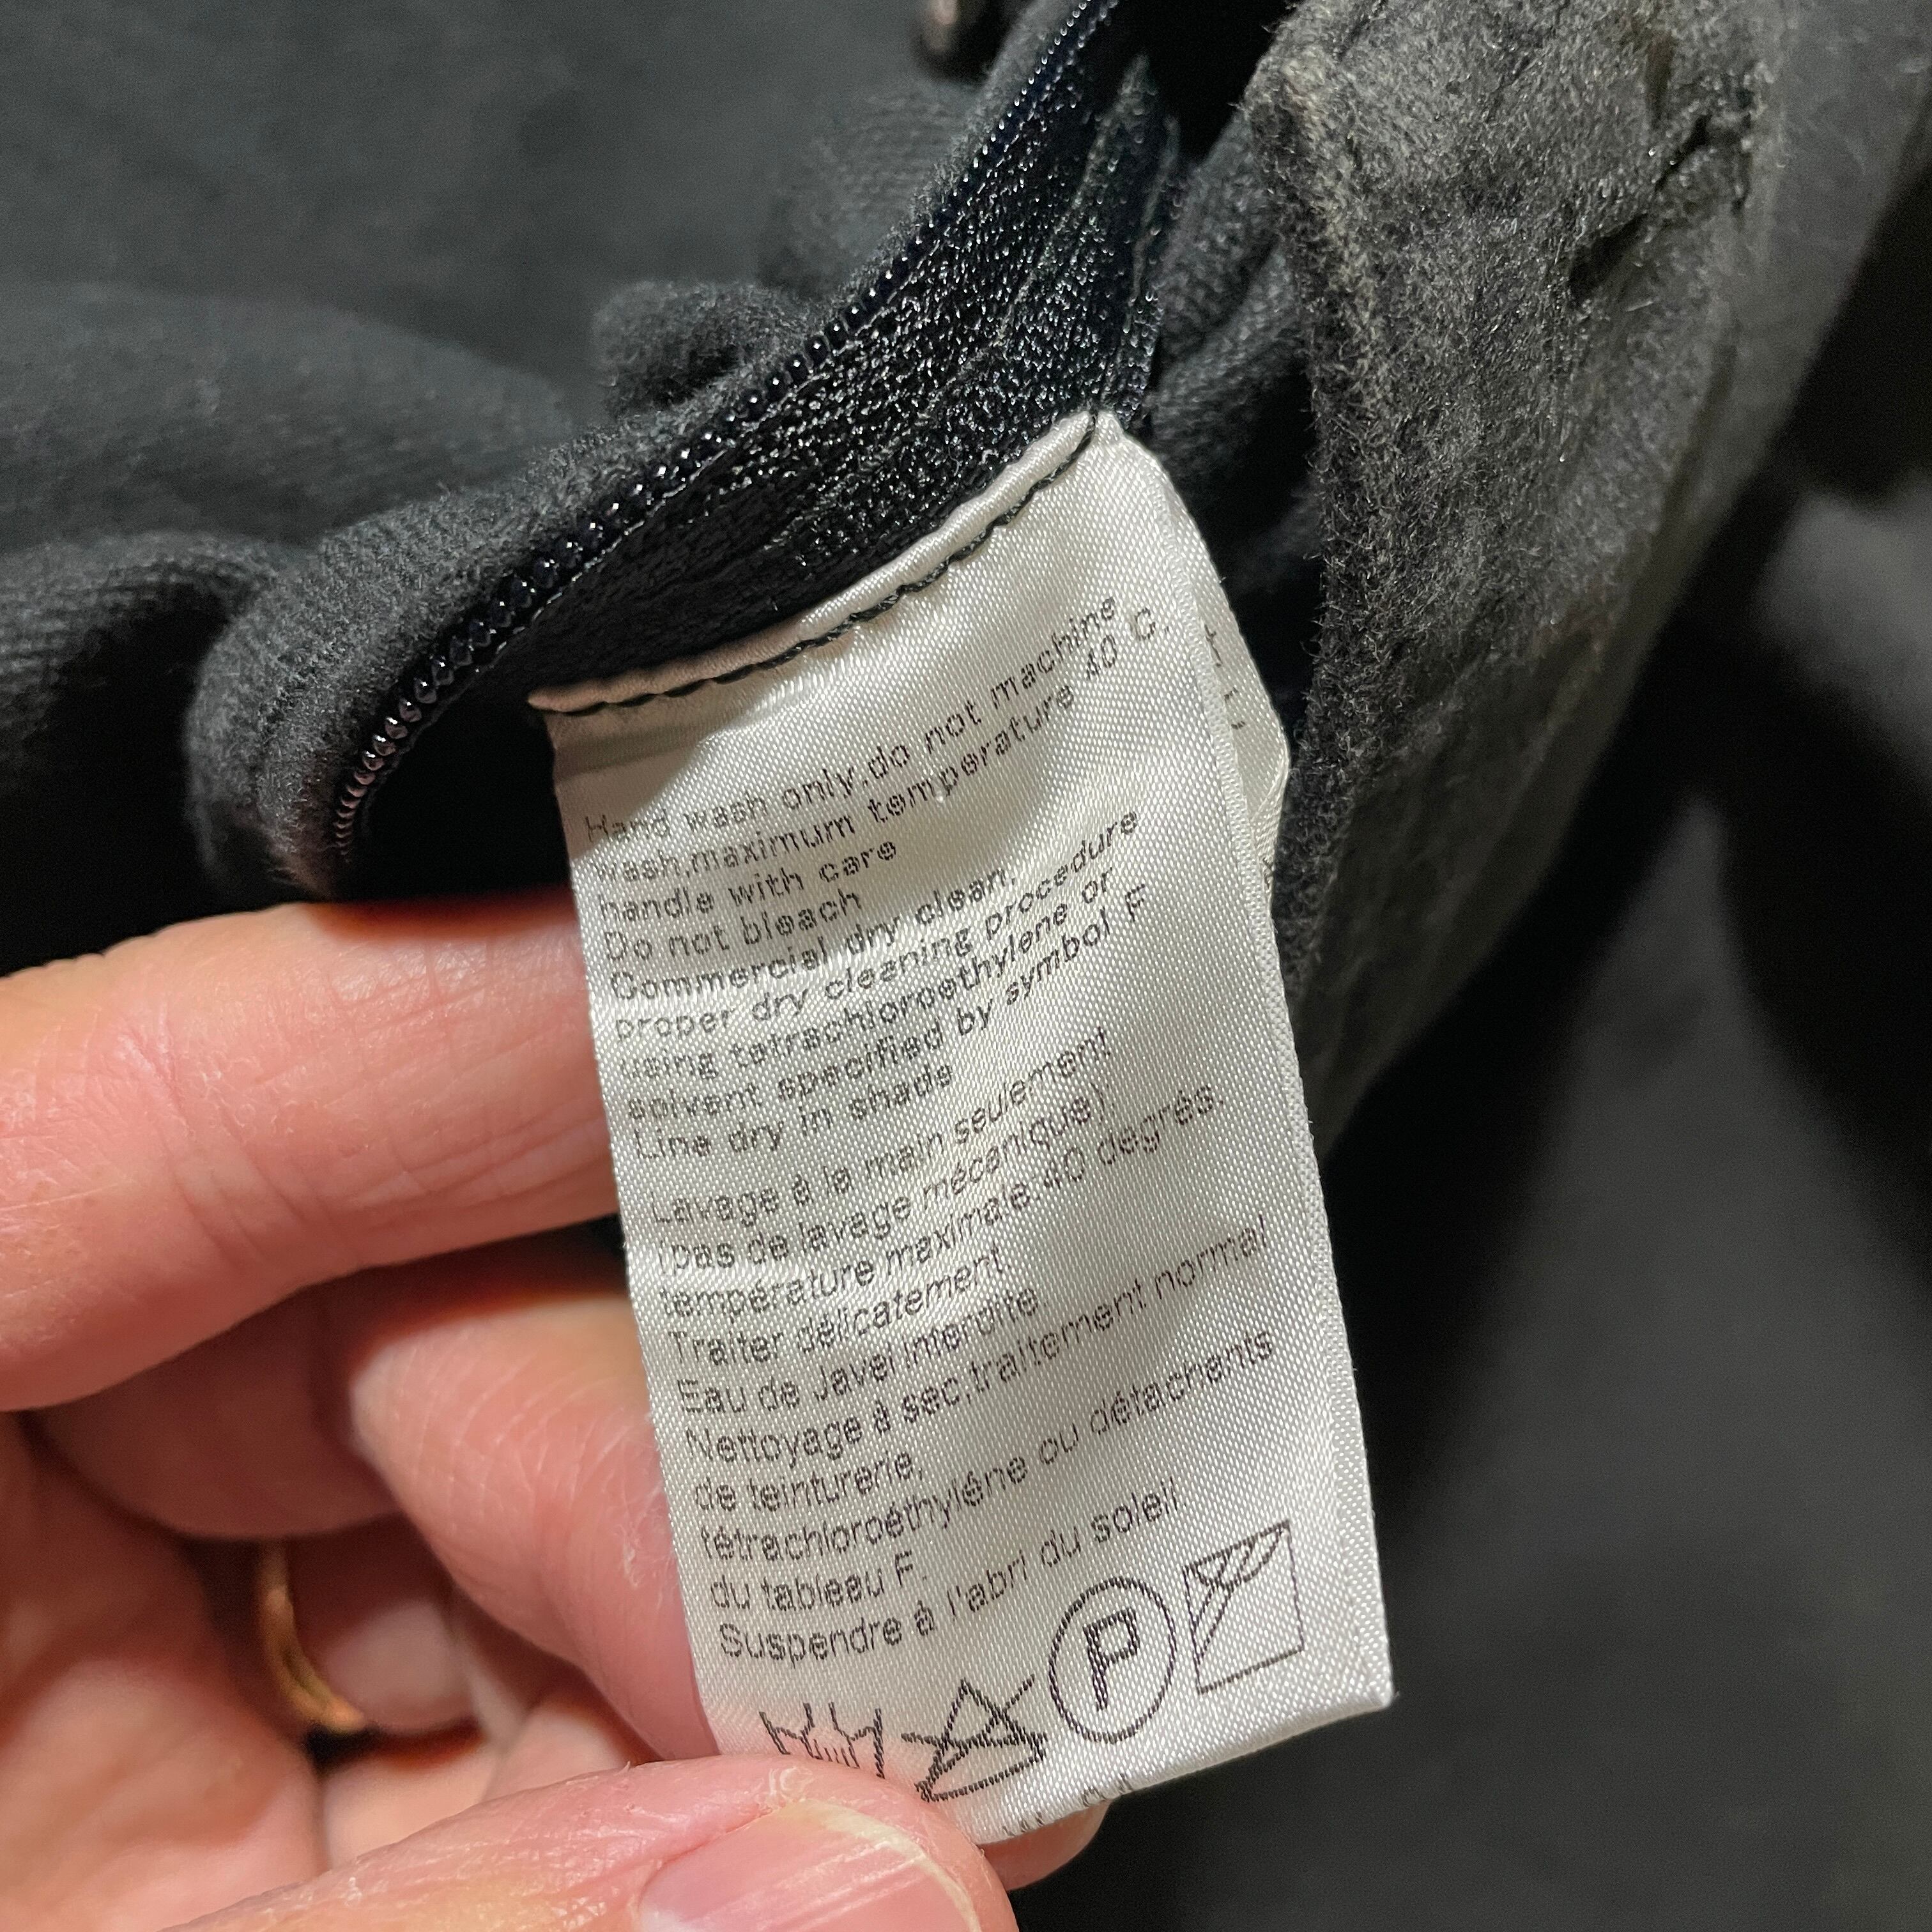 Hand wash only,do not machine
wash,maximum temperature 40°C.
handle with care
Do not bleach
Commercial dry clean,
proper dry cleaning procedure
using tetrachloroethylene or
solvent specified by symbol F
Line dry in shade
Lavage à la main seulement
(pas de lavage mécanique);
température maximale 40 degrés.
Traiter délicatement
Eau de Javel interdite
Nettoyage à sec,traitement normal
de teinturerie,
tétrachloroéthyléne ou détachents
du tableau F.
Suspendre à l'abri du soleil
P